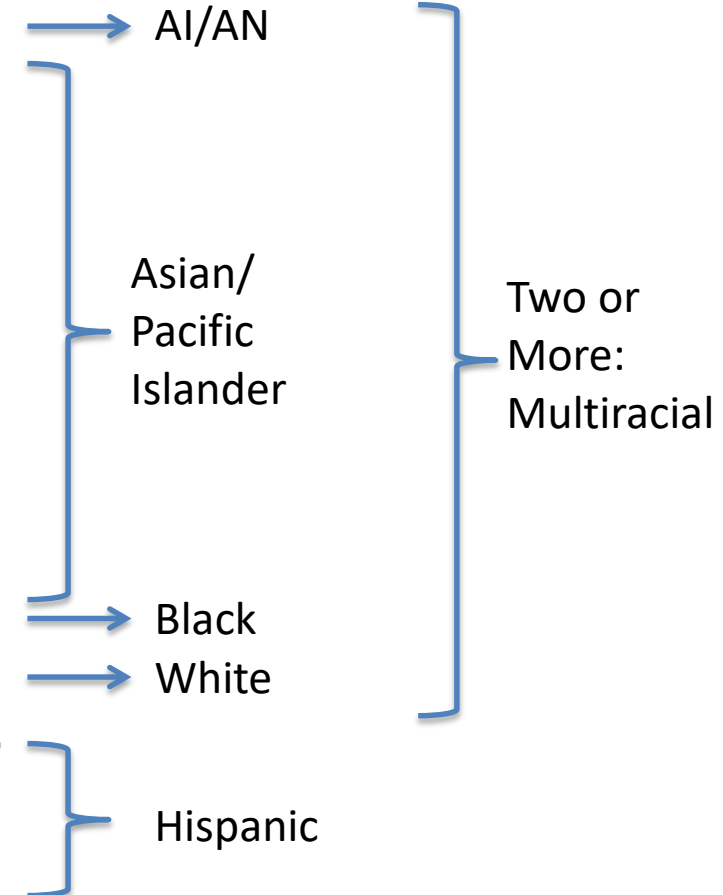 AI/AN
Asian/
Pacific
Islander
Two or
More:
Multiracial
Black
White
Hispanic